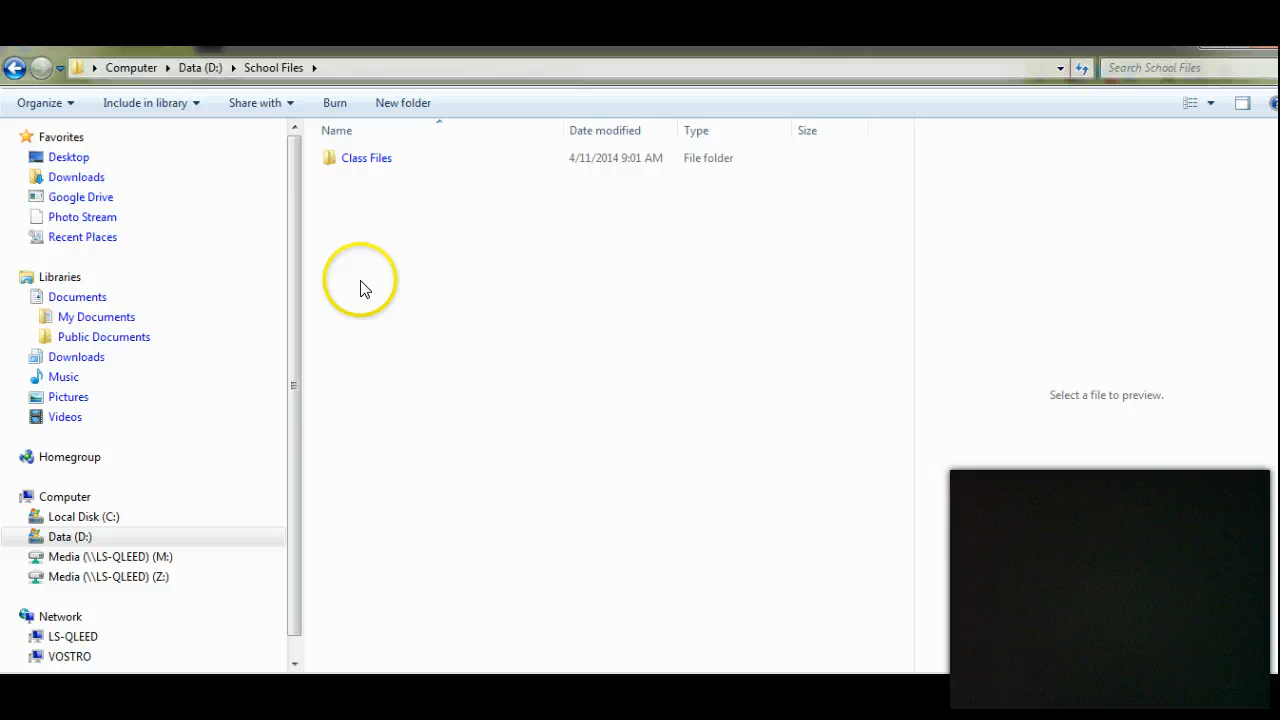 Computer Data (D:) School Files Search School Files
Organize Include in library Share with Burn New folder
Name Date modified Type Size
Class Files 4/11/2014 9:01 AM File folder
Favorites
Desktop
Downloads
Google Drive
Photo Stream
Recent Places
Libraries
Documents
My Documents
Public Documents
Downloads
Music
Pictures
Videos
Homegroup
Computer
Local Disk (C:)
Data (D:)
Media (\\LS-QLEED) (M:)
Media (\\LS-QLEED) (Z:)
Network
LS-QLEED
VOSTRO
Select a file to preview.